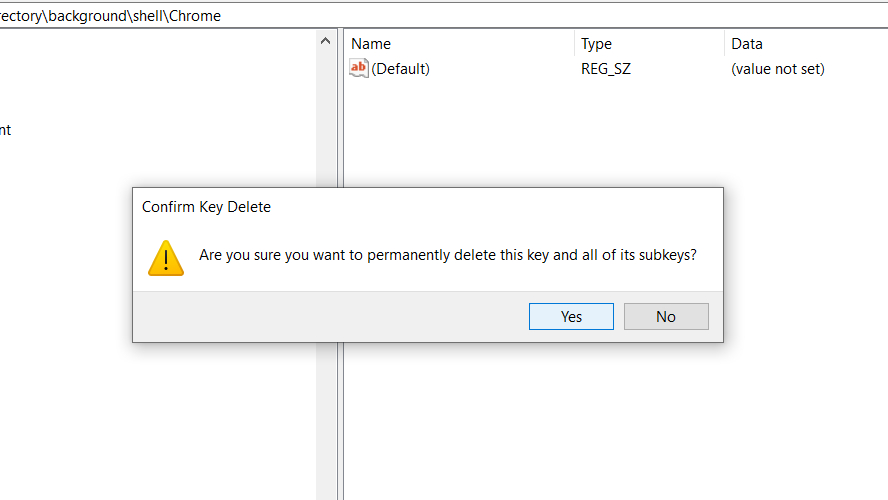 rectory\background\shell\Chrome
Name Type Data
ab (Default) REG_SZ (value not set)
nt
Confirm Key Delete
Are you sure you want to permanently delete this key and all of its subkeys?
Yes No